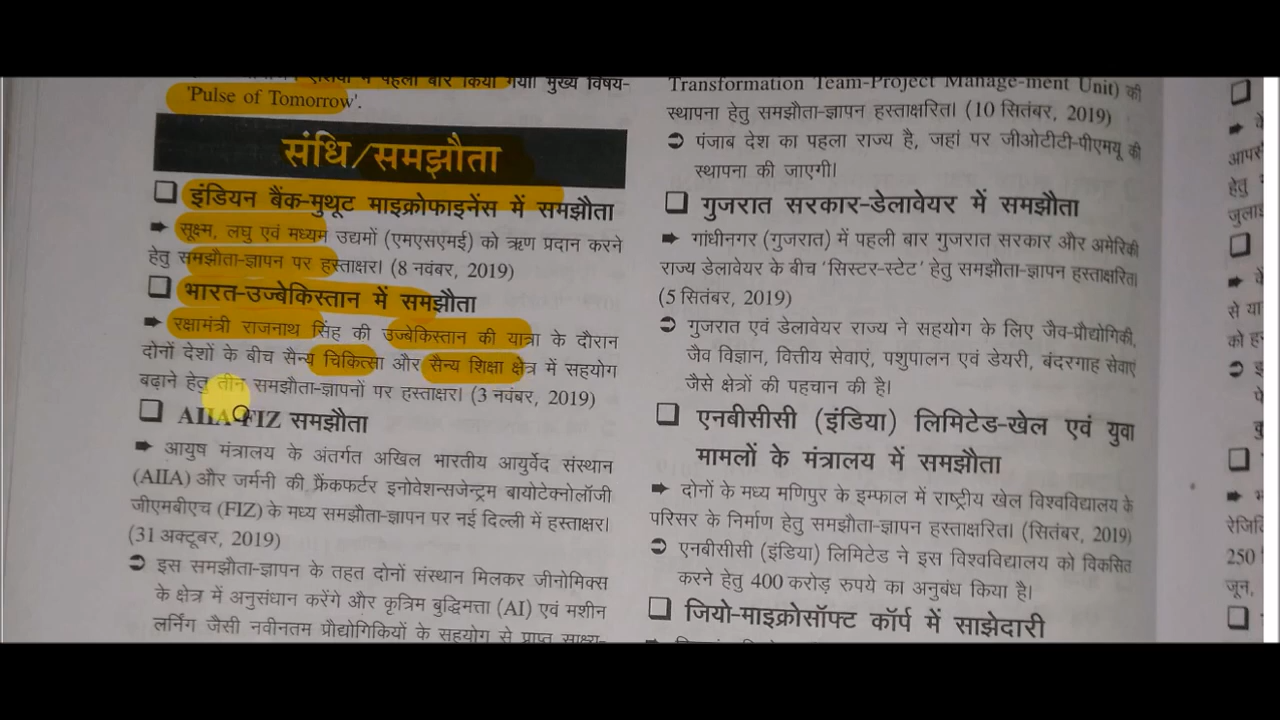 पहली बार किया गया। मुख्य विषय-
'Pulse of Tomorrow'.
संधि/समझौता
❑ इंडियन बैंक-मुथूट माइक्रोफाइनेंस में समझौता
➨ सूक्ष्म, लघु एवं मध्यम उद्यमों (एमएसएमई) को ऋण प्रदान करने
हेतु समझौता-ज्ञापन पर हस्ताक्षर। (8 नवंबर, 2019)
❑ भारत-उज्बेकिस्तान में समझौता
➨ रक्षामंत्री राजनाथ सिंह की उज्बेकिस्तान की यात्रा के दौरान
दोनों देशों के बीच सैन्य चिकित्सा और सैन्य शिक्षा क्षेत्र में सहयोग
बढ़ाने हेतु तीन समझौता-ज्ञापनों पर हस्ताक्षर। (3 नवंबर, 2019)
❑ AIIA-FIZ समझौता
➨ आयुष मंत्रालय के अंतर्गत अखिल भारतीय आयुर्वेद संस्थान
(AIIA) और जर्मनी की फ्रैंकफर्टर इनोवेशन्सजेन्ट्रम बायोटेक्नोलॉजी
जीएमबीएच (FIZ) के मध्य समझौता-ज्ञापन पर नई दिल्ली में हस्ताक्षर।
(31 अक्टूबर, 2019)
➲ इस समझौता-ज्ञापन के तहत दोनों संस्थान मिलकर जीनोमिक्स
के क्षेत्र में अनुसंधान करेंगे और कृत्रिम बुद्धिमत्ता (AI) एवं मशीन
लर्निंग जैसी नवीनतम प्रौद्योगिकियों के सहयोग से प्राप्त साक्ष्य-
Transformation Team-Project Manage-ment Unit) की
स्थापना हेतु समझौता-ज्ञापन हस्ताक्षरित। (10 सितंबर, 2019)
➲ पंजाब देश का पहला राज्य है, जहां पर जीओटीटी-पीएमयू की
स्थापना की जाएगी।
❑ गुजरात सरकार-डेलावेयर में समझौता
➨ गांधीनगर (गुजरात) में पहली बार गुजरात सरकार और अमेरिकी
राज्य डेलावेयर के बीच 'सिस्टर-स्टेट' हेतु समझौता-ज्ञापन हस्ताक्षरित।
(5 सितंबर, 2019)
➲ गुजरात एवं डेलावेयर राज्य ने सहयोग के लिए जैव-प्रौद्योगिकी,
जैव विज्ञान, वित्तीय सेवाएं, पशुपालन एवं डेयरी, बंदरगाह सेवाएं
जैसे क्षेत्रों की पहचान की है।
❑ एनबीसीसी (इंडिया) लिमिटेड-खेल एवं युवा
मामलों के मंत्रालय में समझौता
➨ दोनों के मध्य मणिपुर के इम्फाल में राष्ट्रीय खेल विश्वविद्यालय के
परिसर के निर्माण हेतु समझौता-ज्ञापन हस्ताक्षरित। (सितंबर, 2019)
➲ एनबीसीसी (इंडिया) लिमिटेड ने इस विश्वविद्यालय को विकसित
करने हेतु 400 करोड़ रुपये का अनुबंध किया है।
❑ जियो-माइक्रोसॉफ्ट कॉर्प में साझेदारी
हेतु
से
250
जून,